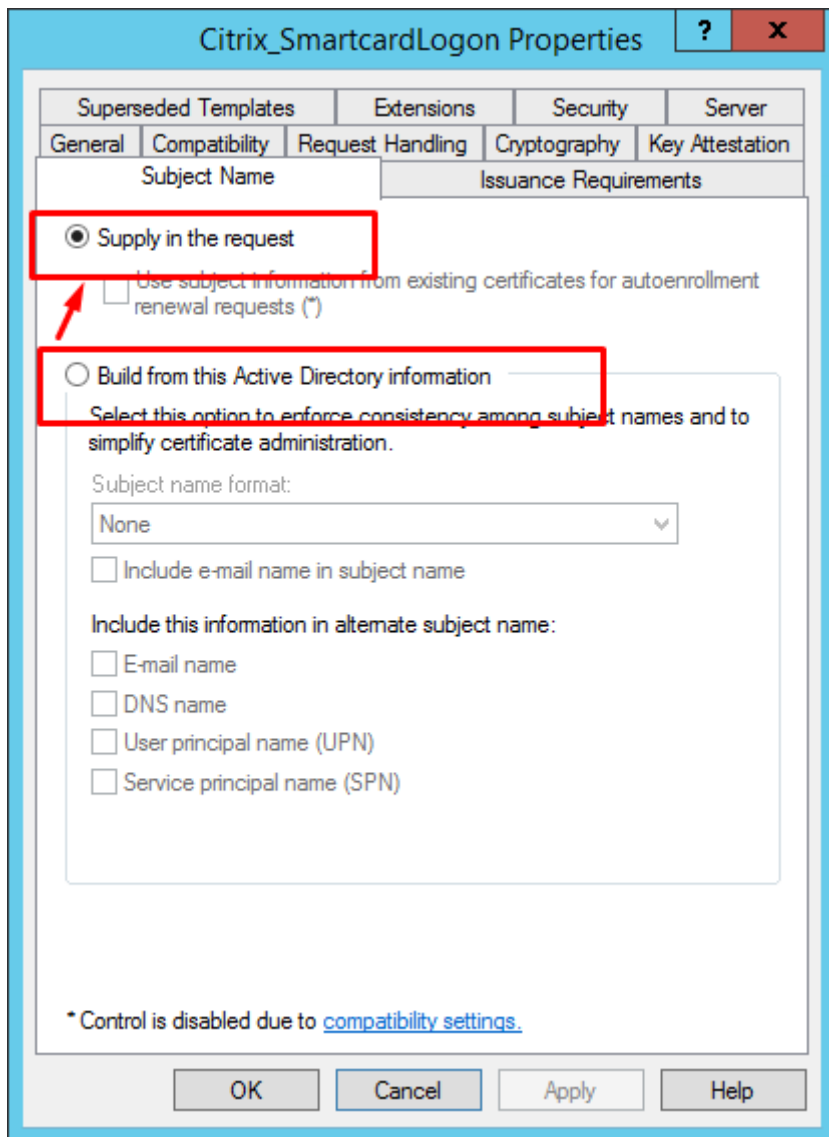 Citrix_SmartcardLogon Properties
?
x
Superseded Templates Extensions Security Server
General Compatibility Request Handling Cryptography Key Attestation
Subject Name Issuance Requirements
Supply in the request
Use subject information from existing certificates for autoenrollment
renewal requests (*)
Build from this Active Directory information
Select this option to enforce consistency among subject names and to
simplify certificate administration.
Subject name format:
None
Include e-mail name in subject name
Include this information in alternate subject name:
E-mail name
DNS name
User principal name (UPN)
Service principal name (SPN)
* Control is disabled due to compatibility settings.
OK Cancel Apply Help